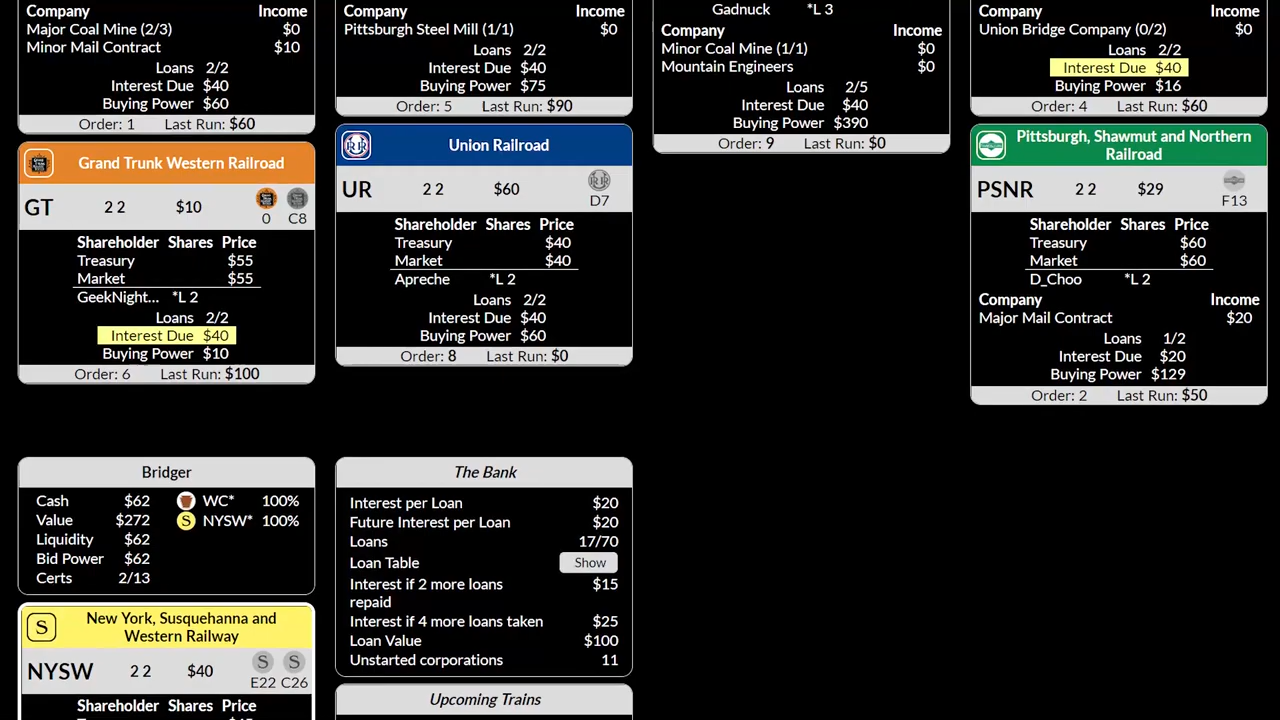 Company Income
Major Coal Mine (2/3) $0
Minor Mail Contract $10
Loans 2/2
Interest Due $40
Buying Power $60
Order: 1 Last Run: $60
Grand Trunk Western Railroad
GT 2 2 $10 0 C8
Shareholder Shares Price
Treasury $55
Market $55
GeekNight... *L 2
Loans 2/2
Interest Due $40
Buying Power $10
Order: 6 Last Run: $100
Company Income
Pittsburgh Steel Mill (1/1) $0
Loans 2/2
Interest Due $40
Buying Power $75
Order: 5 Last Run: $90
Union Railroad
UR 2 2 $60 D7
Shareholder Shares Price
Treasury $40
Market $40
Apreche *L 2
Loans 2/2
Interest Due $40
Buying Power $60
Order: 8 Last Run: $0
Gadnuck *L 3
Company Income
Minor Coal Mine (1/1) $0
Mountain Engineers $0
Loans 2/5
Interest Due $40
Buying Power $390
Order: 9 Last Run: $0
Company Income
Union Bridge Company (0/2) $0
Loans 2/2
Interest Due $40
Buying Power $16
Order: 4 Last Run: $60
Pittsburgh, Shawmut and Northern
Railroad
PSNR 2 2 $29 F13
Shareholder Shares Price
Treasury $60
Market $60
D_Choo *L 2
Company Income
Major Mail Contract $20
Loans 1/2
Interest Due $20
Buying Power $129
Order: 2 Last Run: $50
Bridger
Cash $62 WC* 100%
Value $272 S NYSW* 100%
Liquidity $62
Bid Power $62
Certs 2/13
S New York, Susquehanna and
Western Railway
NYSW 2 2 $40 S E22 S C26
Shareholder Shares Price
The Bank
Interest per Loan $20
Future Interest per Loan $20
Loans 17/70
Loan Table Show
Interest if 2 more loans $15
repaid
Interest if 4 more loans taken $25
Loan Value $100
Unstarted corporations 11
Upcoming Trains